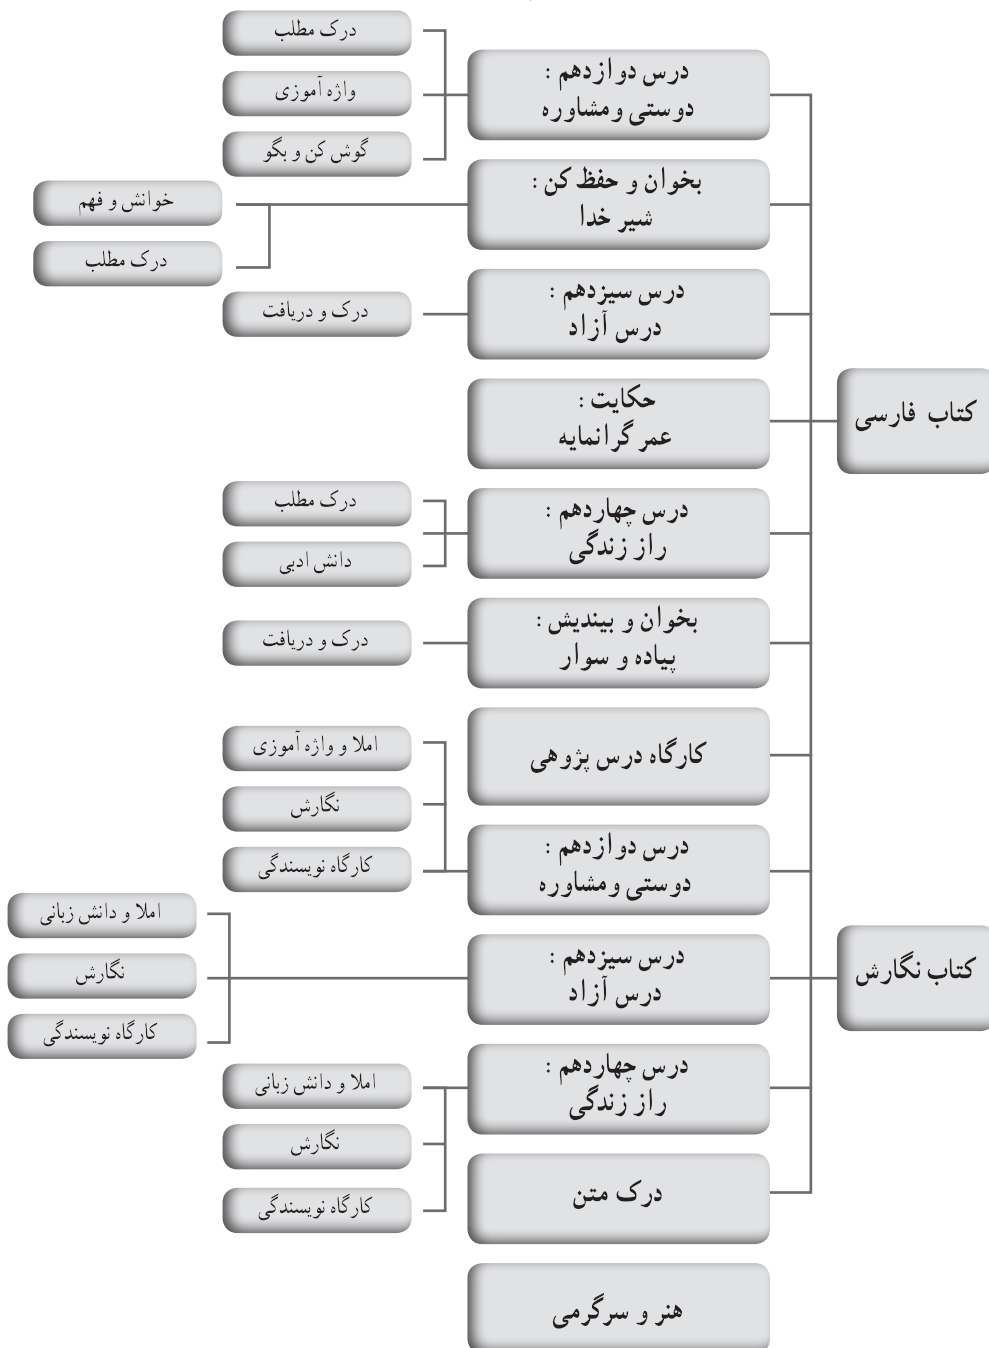 کتاب فارسی
درس دوازدهم :
دوستی ومشاوره
درک مطلب
واژه آموزی
گوش کن و بگو
بخوان و حفظ کن :
شیر خدا
خوانش و فهم
درک مطلب
درس سیزدهم :
درس آزاد
درک و دریافت
حکایت :
عمر گرانمایه
درس چهاردهم :
راز زندگی
درک مطلب
دانش ادبی
بخوان و بیندیش :
پیاده و سوار
درک و دریافت
کارگاه درس پژوهی
کتاب نگارش
درس دوازدهم :
دوستی ومشاوره
املا و واژه آموزی
نگارش
کارگاه نویسندگی
درس سیزدهم :
درس آزاد
املا و دانش زبانی
نگارش
کارگاه نویسندگی
درس چهاردهم :
راز زندگی
املا و دانش زبانی
نگارش
کارگاه نویسندگی
درک متن
هنر و سرگرمی